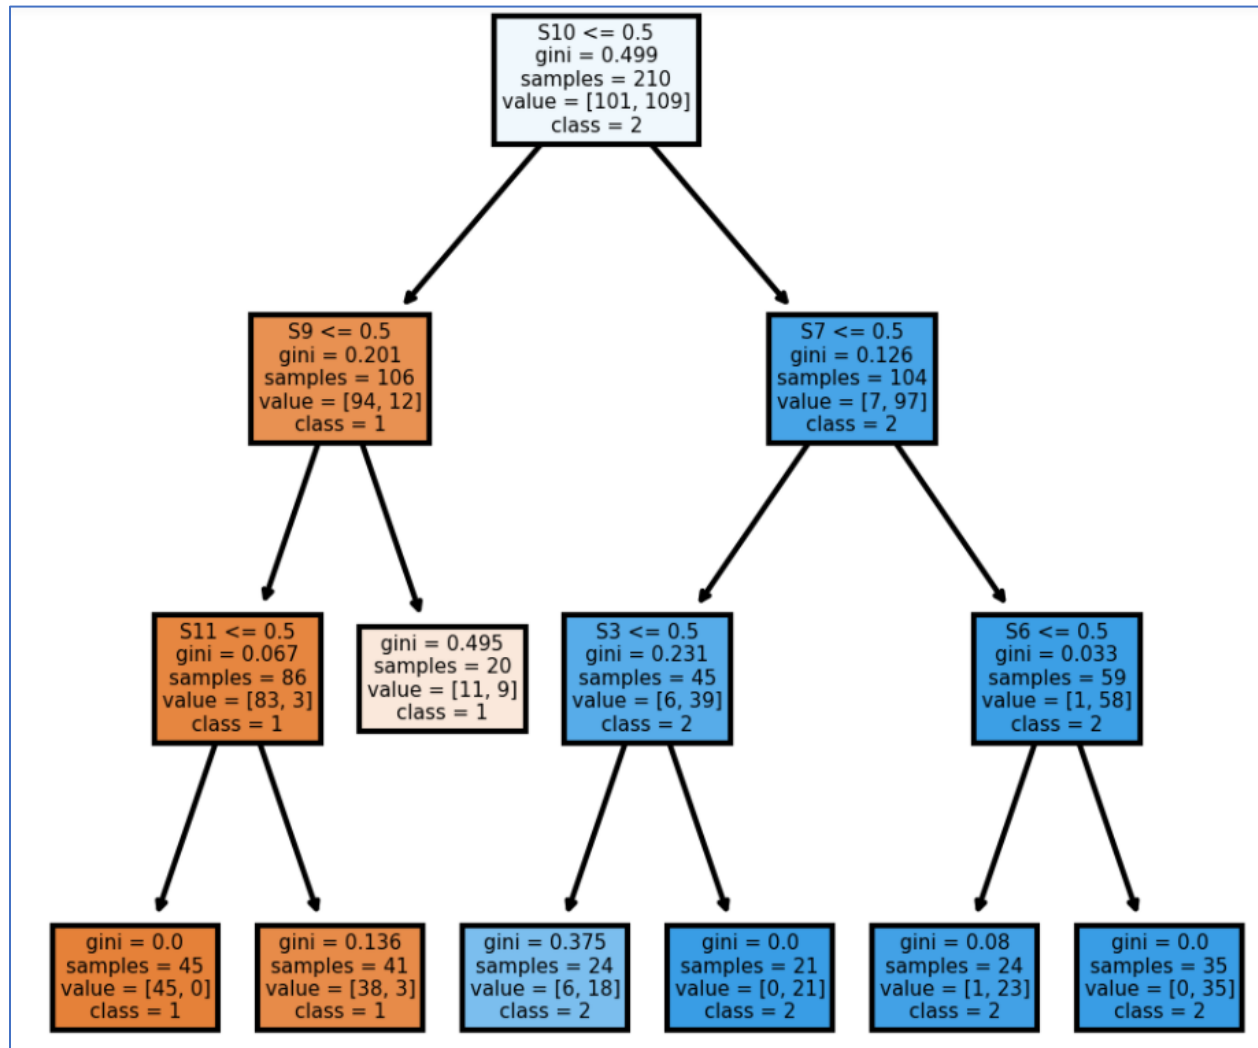 S10 <= 0.5
gini = 0.499
samples = 210
value = [101, 109]
class = 2
S9 <= 0.5
gini = 0.201
samples = 106
value = [94, 12]
class = 1
S7 <= 0.5
gini = 0.126
samples = 104
value = [7, 97]
class = 2
S11 <= 0.5
gini = 0.067
samples = 86
value = [83, 3]
class = 1
gini = 0.495
samples = 20
value = [11, 9]
class = 1
S3 <= 0.5
gini = 0.231
samples = 45
value = [6, 39]
class = 2
S6 <= 0.5
gini = 0.033
samples = 59
value = [1, 58]
class = 2
gini = 0.0
samples = 45
value = [45, 0]
class = 1
gini = 0.136
samples = 41
value = [38, 3]
class = 1
gini = 0.375
samples = 24
value = [6, 18]
class = 2
gini = 0.0
samples = 21
value = [0, 21]
class = 2
gini = 0.08
samples = 24
value = [1, 23]
class = 2
gini = 0.0
samples = 35
value = [0, 35]
class = 2